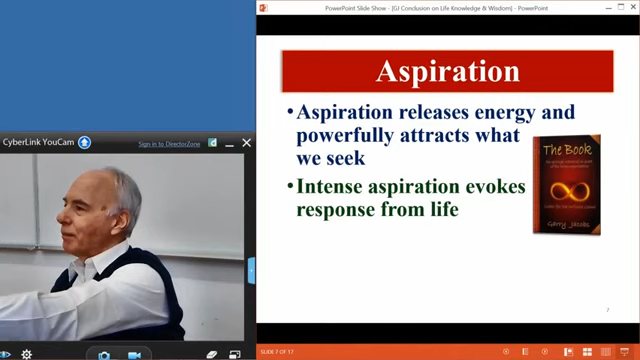 PowerPoint Slide Show - [GJ Conclusion on Life Knowledge & Wisdom] - PowerPoint
Aspiration
•Aspiration releases energy and
powerfully attracts what
we seek
•Intense aspiration evokes
response from life
The Book
Garry Jacobs
7
CyberLink YouCam
Sign in to DirectorZone
SLIDE 7 OF 17